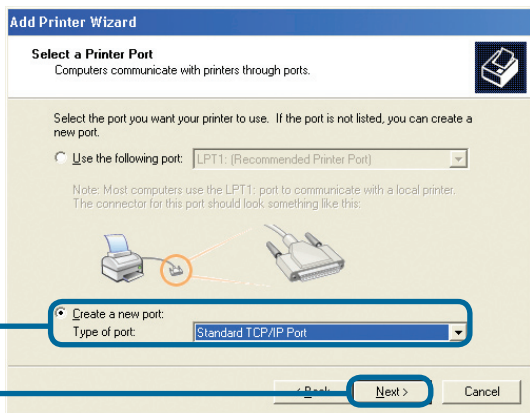 Add Printer Wizard
Select a Printer Port
Computers communicate with printers through ports.
Select the port you want your printer to use. If the port is not listed, you can create a
new port.
Use the following port: LPT1: (Recommended Printer Port)
Note: Most computers use the LPT1: port to communicate with a local printer.
The connector for this port should look something like this:
Create a new port:
Type of port: Standard TCP/IP Port
< Back Next > Cancel